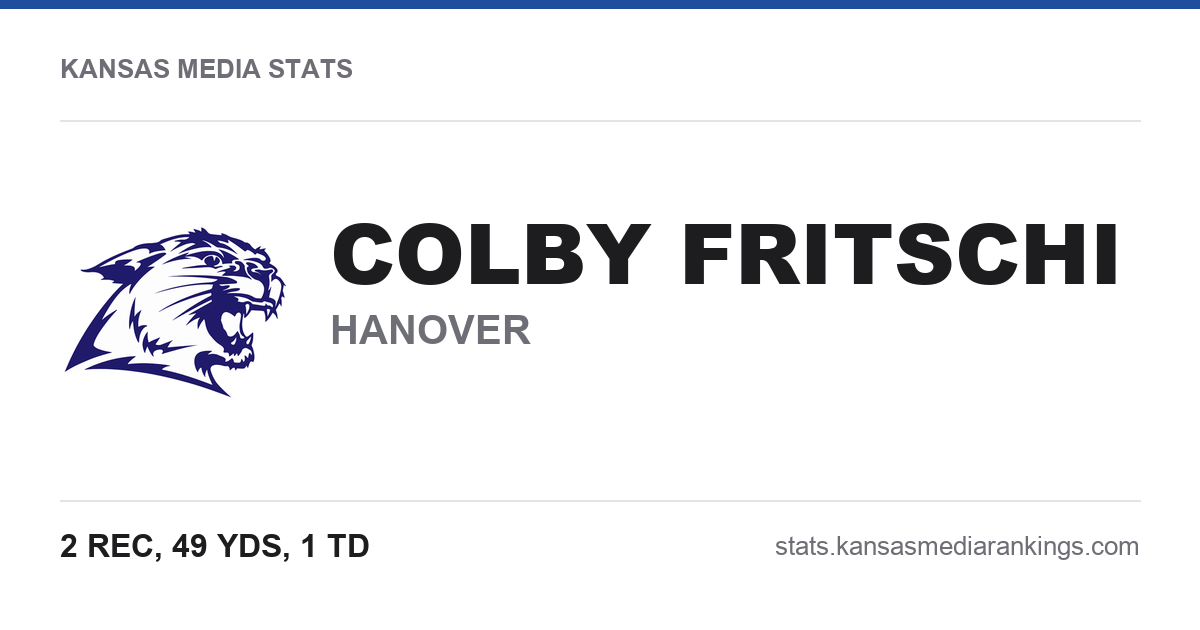 KANSAS MEDIA STATS
COLBY FRITSCHI
HANOVER
2 REC, 49 YDS, 1 TD
stats.kansasmediarankings.com